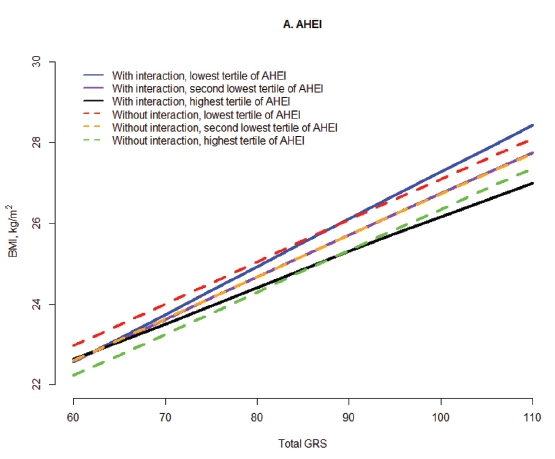 A. AHEI
30
28
26
24
22
BMI, kg/m²
With interaction, lowest tertile of AHEI
With interaction, second lowest tertile of AHEI
With interaction, highest tertile of AHEI
Without interaction, lowest tertile of AHEI
Without interaction, second lowest tertile of AHEI
Without interaction, highest tertile of AHEI
60 70 80 90 100 110
Total GRS